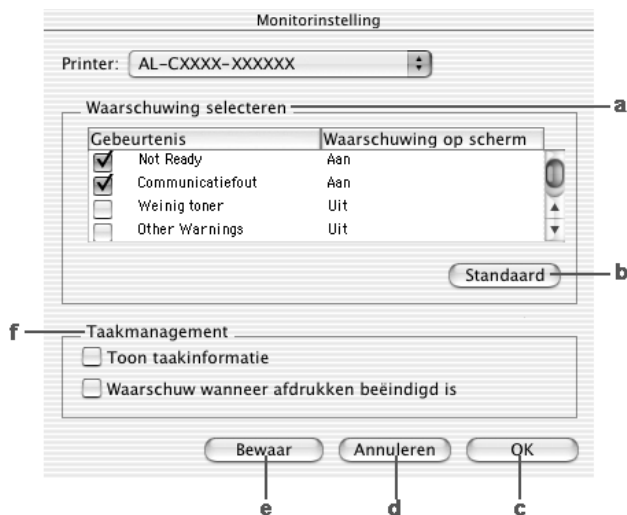 Monitorinstelling
Printer: AL-CXXXX-XXXXXX
Waarschuwing selecteren a
Gebeurtenis Waarschuwing op scherm
Not Ready Aan
Communicatiefout Aan
Weinig toner Uit
Other Warnings Uit
Standaard b
f Taakmanagement
Toon taakinformatie
Waarschuw wanneer afdrukken beëindigd is
Bewaar Annuleren OK
e d c